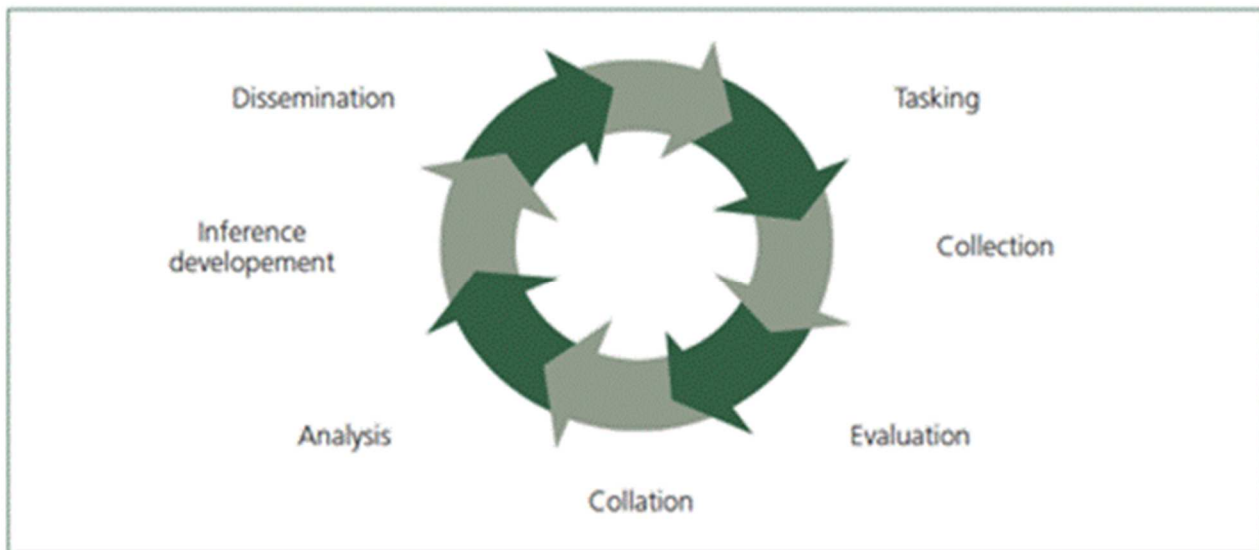 Dissemination
Tasking
Inference
developement
Collection
Analysis
Evaluation
Collation